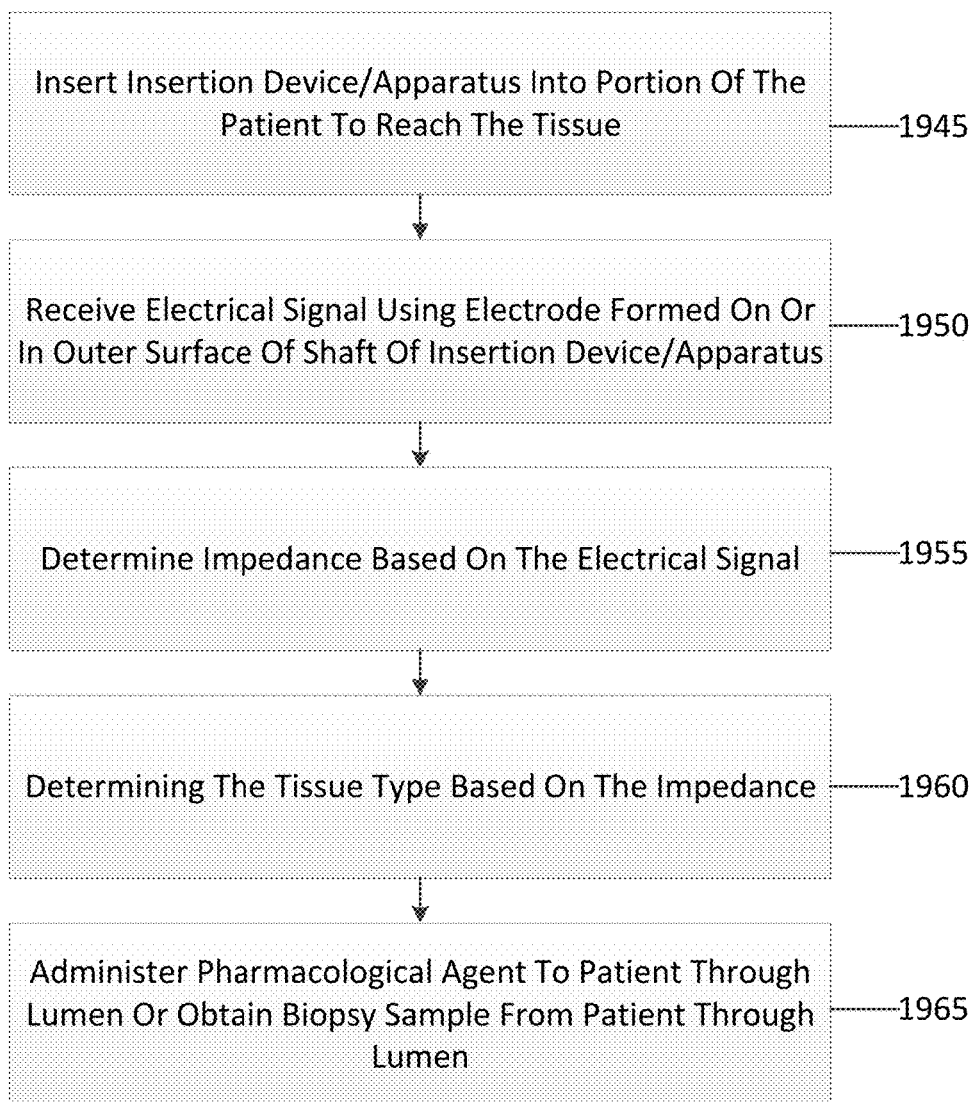 Insert Insertion Device/Apparatus Into Portion Of The
Patient To Reach The Tissue
1945
Receive Electrical Signal Using Electrode Formed On Or
In Outer Surface Of Shaft Of Insertion Device/Apparatus
1950
Determine Impedance Based On The Electrical Signal
1955
Determining The Tissue Type Based On The Impedance
1960
Administer Pharmacological Agent To Patient Through
Lumen Or Obtain Biopsy Sample From Patient Through
Lumen
1965